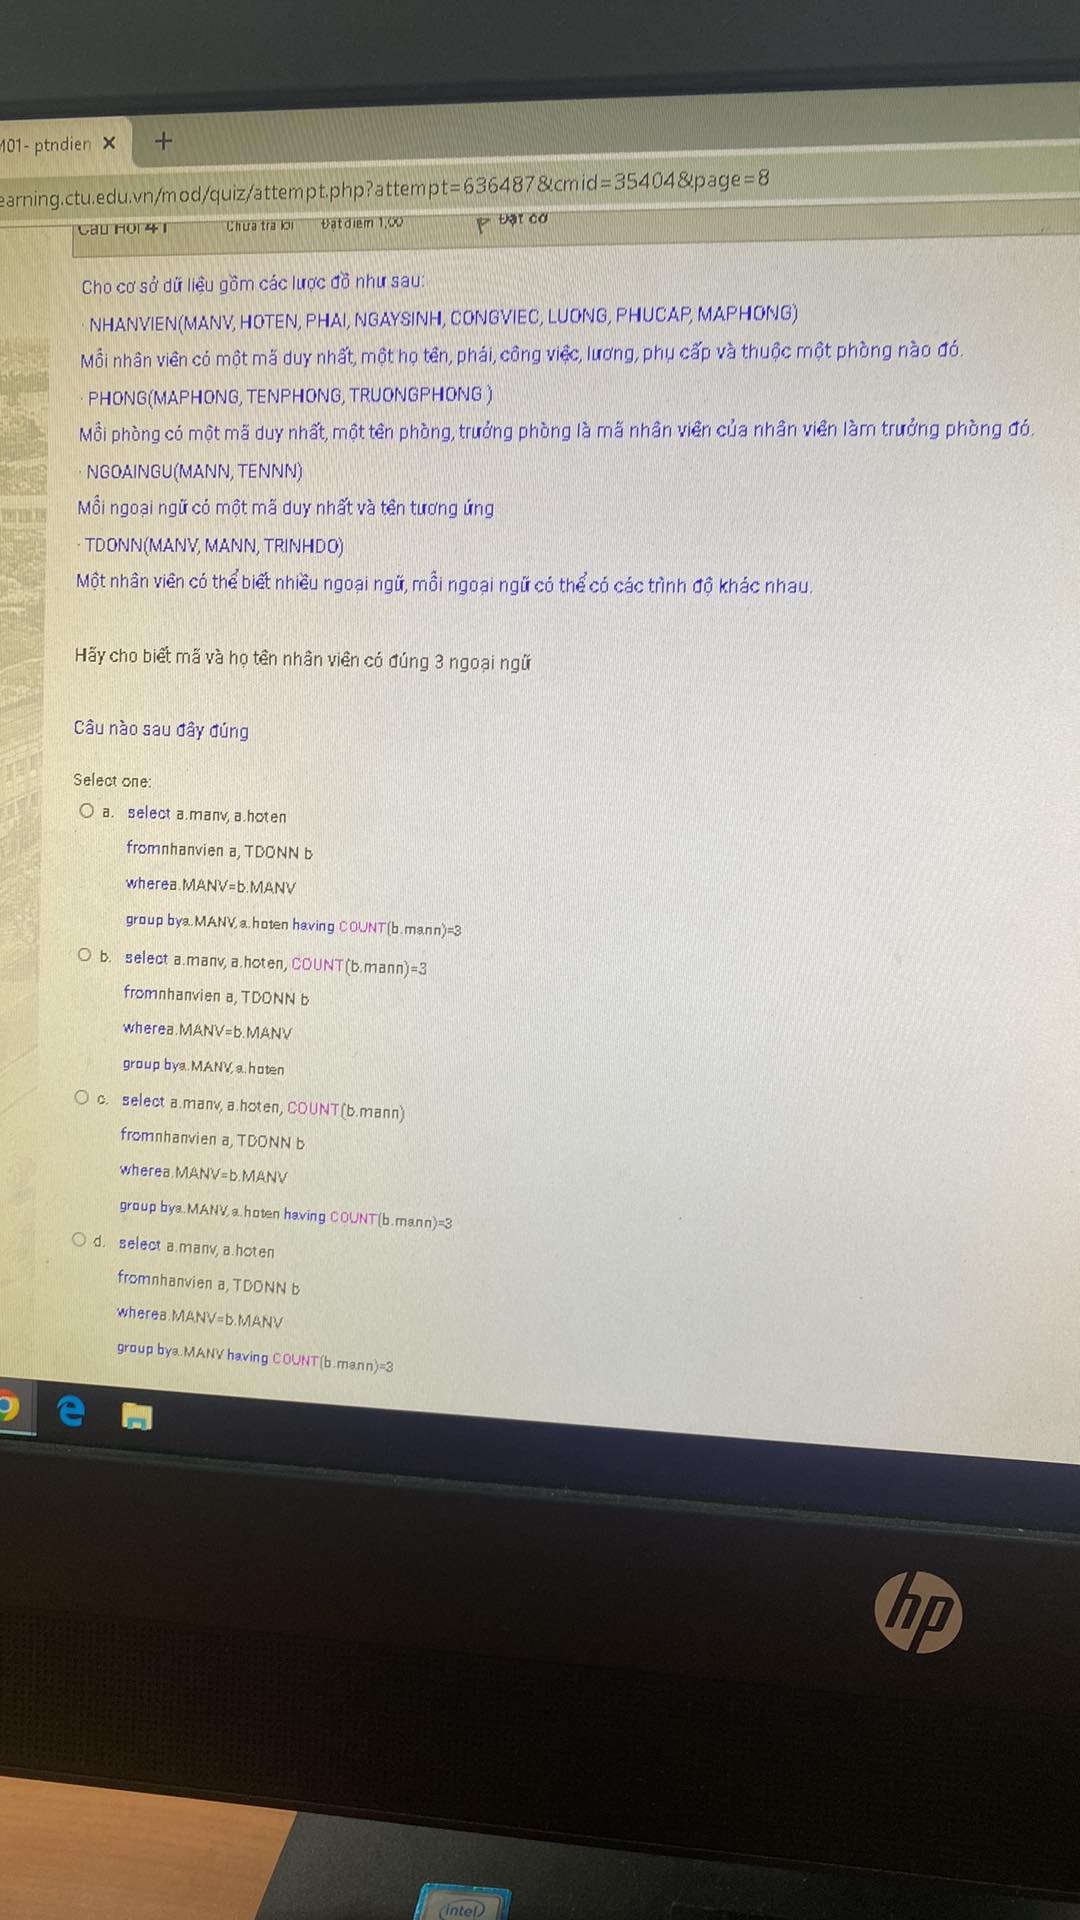 M01- ptndien × +
earning.ctu.edu.vn/mod/quiz/attempt.php?attempt=636487&cmid=35404&page=8
Câu Hỏi 41 Chưa trả lời Đạt điểm 1,00 Đặt cờ
Cho cơ sở dữ liệu gồm các lược đồ như sau:
· NHANVIEN(MANV, HOTEN, PHAI, NGAYSINH, CONGVIEC, LUONG, PHUCAP, MAPHONG)
Mỗi nhân viên có một mã duy nhất, một họ tên, phái, công việc, lương, phụ cấp và thuộc một phòng nào đó.
· PHONG(MAPHONG, TENPHONG, TRUONGPHONG )
Mỗi phòng có một mã duy nhất, một tên phòng, trưởng phòng là mã nhân viên của nhân viên làm trưởng phòng đó.
· NGOAINGU(MANN, TENNN)
Mỗi ngoại ngữ có một mã duy nhất và tên tương ứng
· TDONN(MANV, MANN, TRINHDO)
Một nhân viên có thể biết nhiều ngoại ngữ, mỗi ngoại ngữ có thể có các trình độ khác nhau.
Hãy cho biết mã và họ tên nhân viên có đúng 3 ngoại ngữ
Câu nào sau đây đúng
Select one:
a. select a.manv, a.hoten
fromnhanvien a, TDONN b
wherea.MANV=b.MANV
group bya.MANV, a.hoten having COUNT(b.mann)=3
b. select a.manv, a.hoten, COUNT(b.mann)=3
fromnhanvien a, TDONN b
wherea.MANV=b.MANV
group bya.MANV, a.hoten
c. select a.manv, a.hoten, COUNT(b.mann)
fromnhanvien a, TDONN b
wherea.MANV=b.MANV
group bya.MANV, a.hoten having COUNT(b.mann)=3
d. select a.manv, a.hoten
fromnhanvien a, TDONN b
wherea.MANV=b.MANV
group bya.MANV having COUNT(b.mann)=3
hp
intel